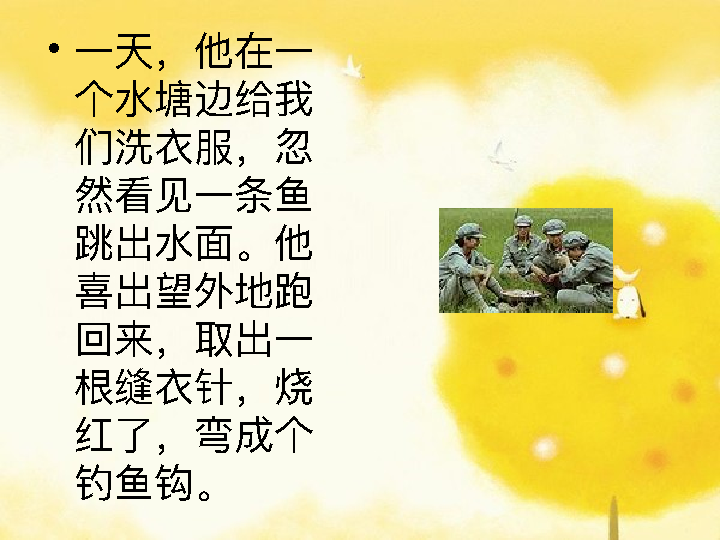 • 一天，他在一
个水塘边给我
们洗衣服，忽
然看见一条鱼
跳出水面。他
喜出望外地跑
回来，取出一
根缝衣针，烧
红了，弯成个
钓鱼钩。